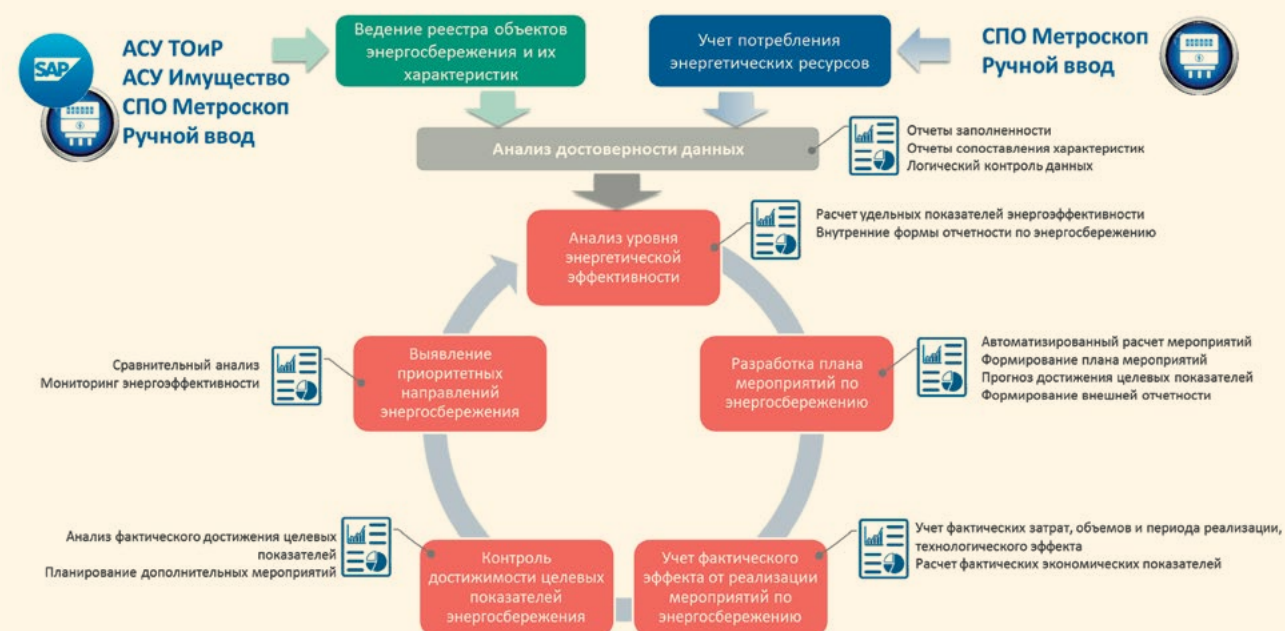 SAP
АСУ ТОиР
АСУ Имущество
СПО Метроскоп
Ручной ввод
Ведение реестра объектов
энергосбережения и их
характеристик
Учет потребления
энергетических ресурсов
СПО Метроскоп
Ручной ввод
Анализ достоверности данных
Отчеты заполненности
Отчеты сопоставления характеристик
Логический контроль данных
Анализ уровня
энергетической
эффективности
Расчет удельных показателей энергоэффективности
Внутренние формы отчетности по энергосбережению
Сравнительный анализ
Мониторинг энергоэффективности
Выявление
приоритетных
направлений
энергосбережения
Разработка плана
мероприятий по
энергосбережению
Автоматизированный расчет мероприятий
Формирование плана мероприятий
Прогноз достижения целевых показателей
Формирование внешней отчетности
Анализ фактического достижения целевых
показателей
Планирование дополнительных мероприятий
Контроль
достижимости целевых
показателей
энергосбережения
Учет фактического
эффекта от реализации
мероприятий по
энергосбережению
Учет фактических затрат, объемов и периода реализации,
технологического эффекта
Расчет фактических экономических показателей